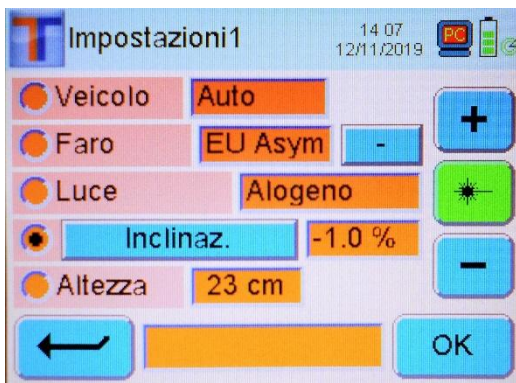 Impostazioni1
14 07
12/11/2019
PC
Veicolo Auto
+
Faro EU Asym -
Luce Alogeno
Inclinaz. -1.0 %
−
Altezza 23 cm
OK